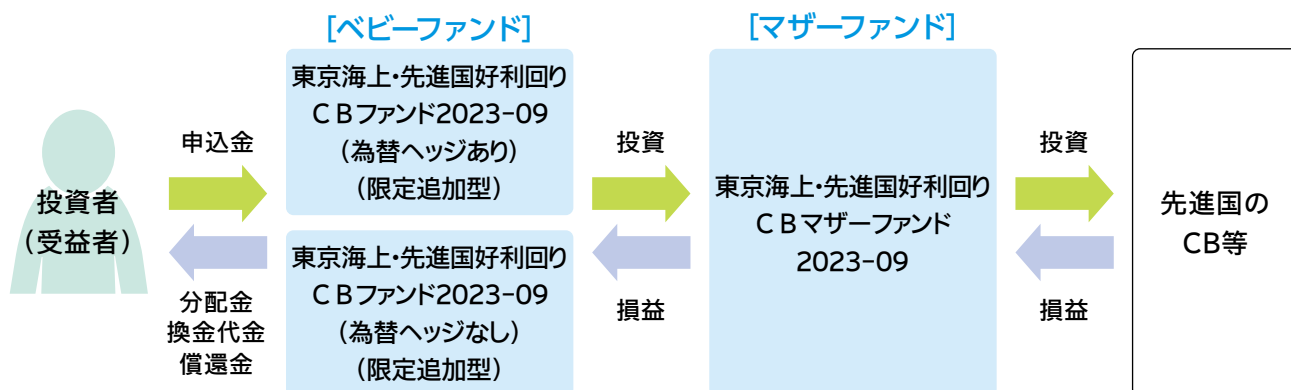 [ベビーファンド]
[マザーファンド]
投資者
(受益者)
申込金
分配金
換金代金
償還金
東京海上・先進国好利回り
CBファンド2023-09
(為替ヘッジあり)
(限定追加型)
東京海上・先進国好利回り
CBファンド2023-09
(為替ヘッジなし)
(限定追加型)
投資
損益
東京海上・先進国好利回り
CBマザーファンド
2023-09
投資
損益
先進国の
CB等